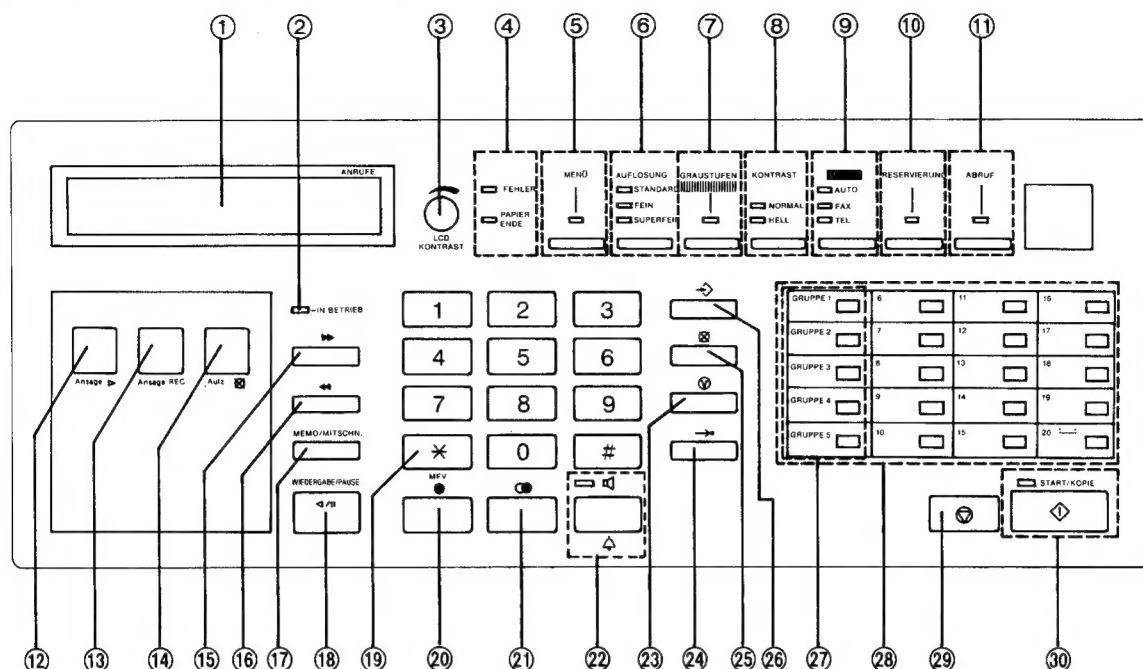 ① ② ③ ④ ⑤ ⑥ ⑦ ⑧ ⑨ ⑩ ⑪
ANRUFE
LCD
KONTRAST
FEHLER
PAPIER
ENDE
MENÜ
AUFLOSUNG
STANDARD
FEIN
SUPERFEIN
GRAUSTUFEN
KONTRAST
NORMAL
HELL
AUTO
FAX
TEL
RESERVIERUNG
ABRUF
IN BETRIEB
Ansage
Ansage REC
Aufz
MEMO/MITSCHN.
WIEDERGABE/PAUSE
1 2 3
4 5 6
7 8 9
* 0 #
MFV
GRUPPE 1 6 11 16
GRUPPE 2 7 12 17
GRUPPE 3 8 13 18
GRUPPE 4 9 14 19
GRUPPE 5 10 15 20
START/KOPIE
⑫ ⑬ ⑭ ⑮ ⑯ ⑰ ⑱ ⑲ ⑳ ㉑ ㉒ ㉓ ㉔ ㉕ ㉖ ㉗ ㉘ ㉙ ㉚